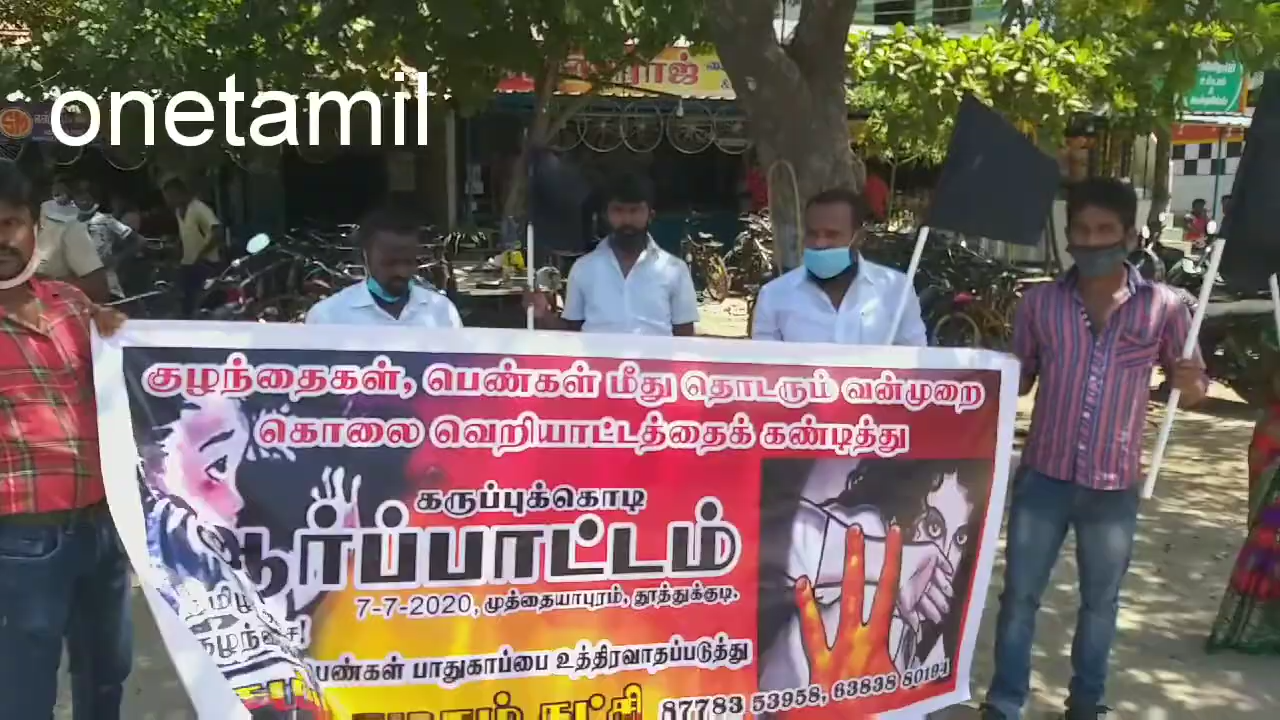 onetamil
ராஜ்
குழந்தைகள், பெண்கள் மீது தொடரும் வன்முறை
கொலை வெறியாட்டத்தைக் கண்டித்து
கருப்புக்கொடி
ஆர்ப்பாட்டம்
7-7-2020, முத்தையாபுரம், தூத்துக்குடி.
பெண்கள் பாதுகாப்பை உத்திரவாதப்படுத்து
கட்சி 87783 53958, 63838 80194